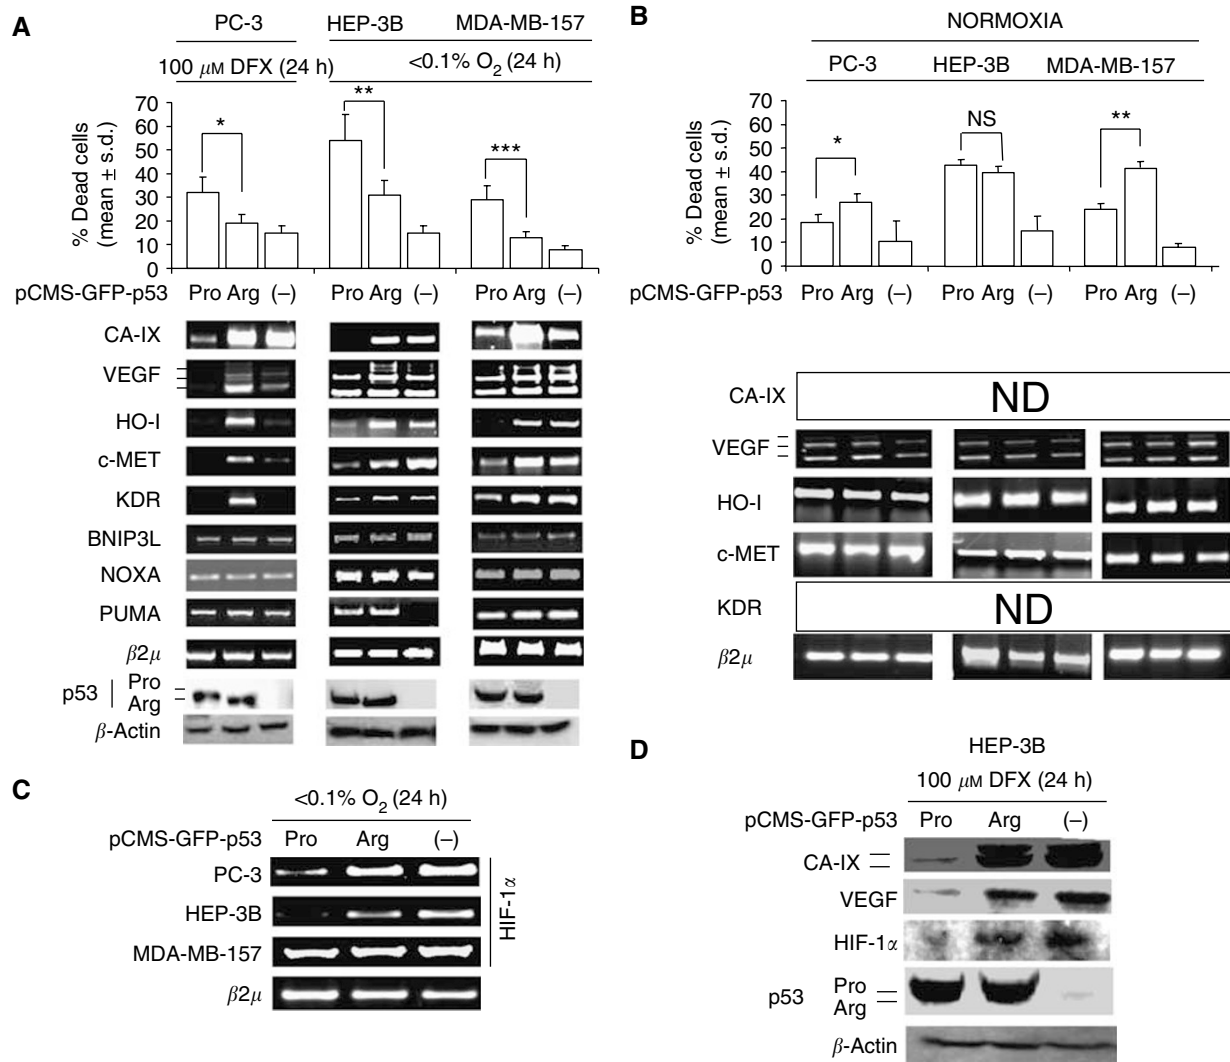 A
PC-3 HEP-3B MDA-MB-157
100 μM DFX (24 h) <0.1% O2 (24 h)
% Dead cells
(mean ± s.d.)
70
60
50
40
30
20
10
0
* ** ***
pCMS-GFP-p53 Pro Arg (–) Pro Arg (–) Pro Arg (–)
CA-IX
VEGF
HO-I
c-MET
KDR
BNIP3L
NOXA
PUMA
β2μ
p53 Pro
Arg
β-Actin
B
NORMOXIA
PC-3 HEP-3B MDA-MB-157
% Dead cells
(mean ± s.d.)
70
60
50
40
30
20
10
0
* NS **
pCMS-GFP-p53 Pro Arg (–) Pro Arg (–) Pro Arg (–)
CA-IX ND
VEGF
HO-I
c-MET
KDR ND
β2μ
C
<0.1% O2 (24 h)
pCMS-GFP-p53 Pro Arg (–)
PC-3
HEP-3B
MDA-MB-157
HIF-1α
β2μ
D
HEP-3B
100 μM DFX (24 h)
pCMS-GFP-p53 Pro Arg (–)
CA-IX
VEGF
HIF-1α
p53 Pro
Arg
β-Actin